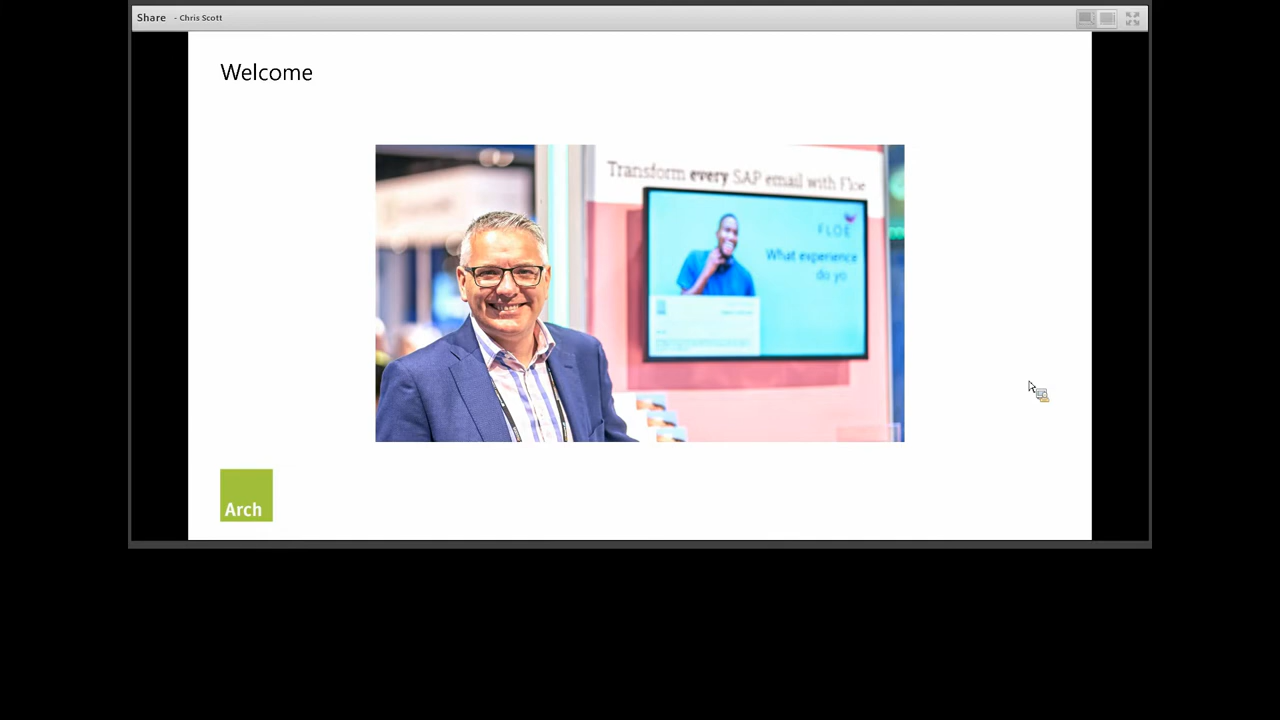 Share - Chris Scott
Welcome
Transform every SAP email with Floe
FLOE
What experience
do yo
Arch